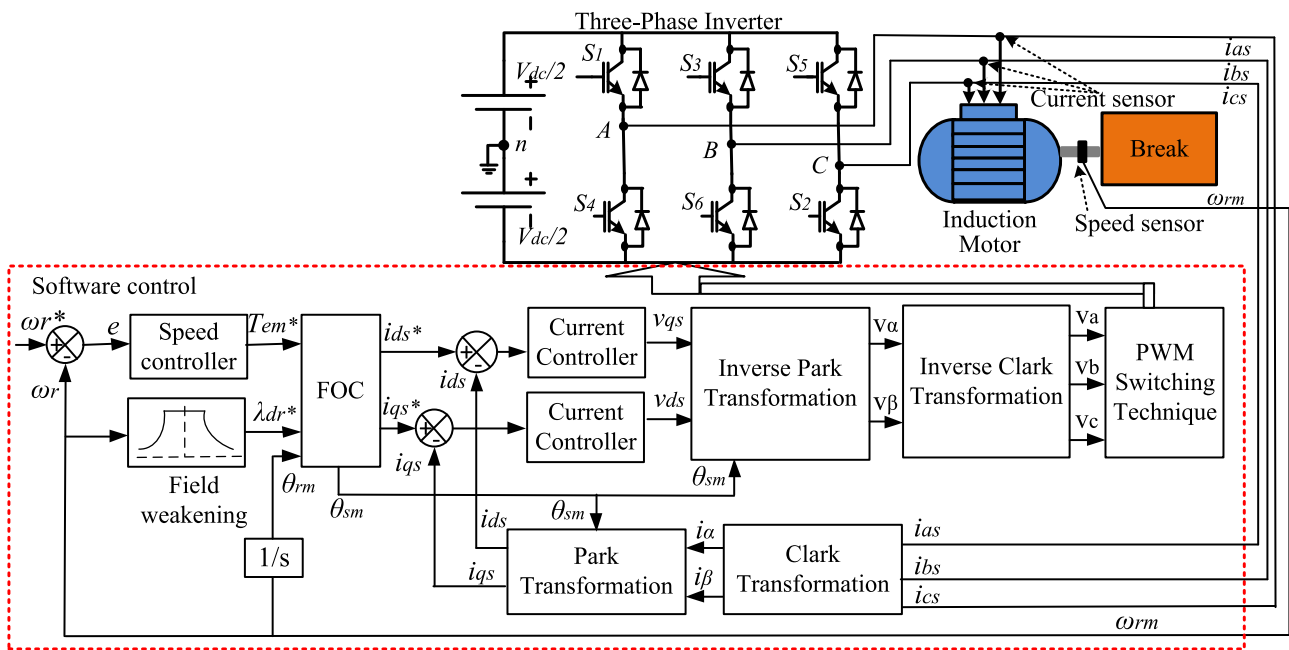 Three-Phase Inverter
S1
S3
S5
Vdc/2
+
A
B
C
n
+
S4
S6
S2
Vdc/2
ias
ibs
ics
Current sensor
Break
Induction
Motor
Speed sensor
ωrm
Software control
ωr*
+
-
e
Speed
controller
Tem*
ωr
λdr*
Field
weakening
θrm
1/s
FOC
ids*
iqs*
θsm
+
-
ids
+
-
iqs
Current
Controller
Current
Controller
vqs
vds
Inverse Park
Transformation
θsm
vα
vβ
Inverse Clark
Transformation
va
vb
vc
PWM
Switching
Technique
θsm
ids
iqs
Park
Transformation
iα
iβ
Clark
Transformation
ias
ibs
ics
ωrm